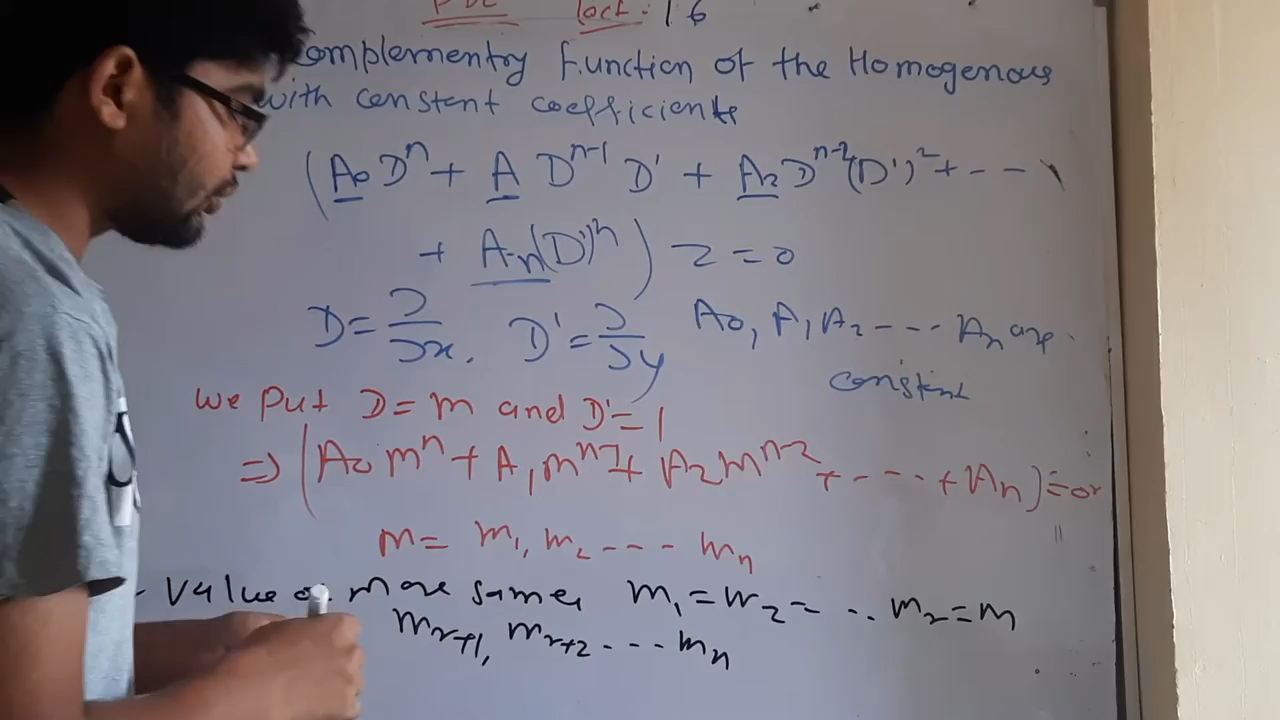 PDE Lect. 16
Complementry Function of the Homogenous
with constent coefficients
(A₀Dⁿ + A Dⁿ⁻¹ D' + A₂Dⁿ⁻²(D')² + - - -
+ Aₙ(D')ⁿ) z = 0
D = ∂/∂x. D' = ∂/∂y A₀, A₁, A₂ - - - - Aₙ are
constent
we put D = m and D' = 1
⇒ (A₀mⁿ + A₁mⁿ⁻¹ + A₂mⁿ⁻² + - - - - + Aₙ) = 0
m = m₁, m₂ - - - - mₙ
value m are same m₁ = m₂ = - .. mᵣ = m
mᵣ₊₁, mᵣ₊₂ - - - - mₙ